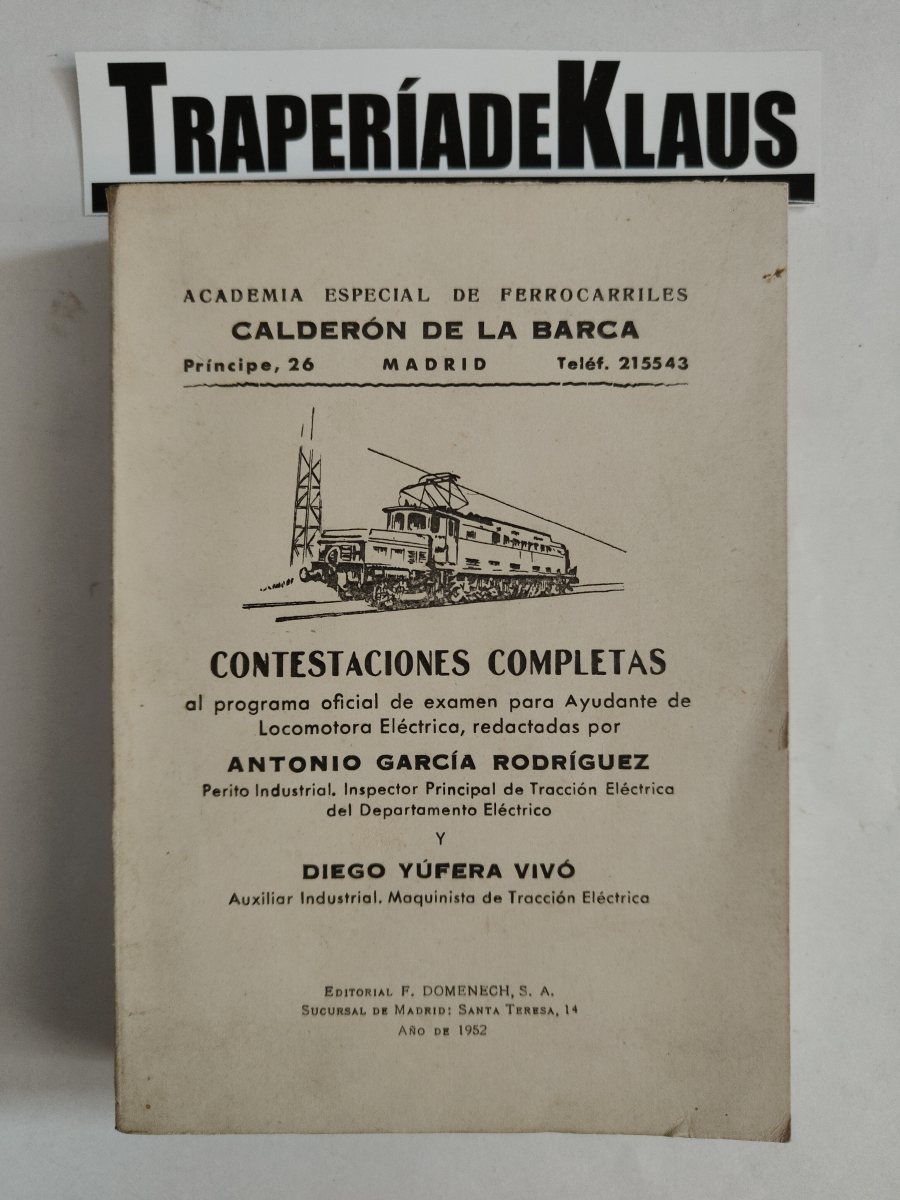 TRAPERÍADEKLAUS
ACADEMIA ESPECIAL DE FERROCARRILES
CALDERÓN DE LA BARCA
Príncipe, 26 MADRID Teléf. 215543
CONTESTACIONES COMPLETAS
al programa oficial de examen para Ayudante de
Locomotora Eléctrica, redactadas por
ANTONIO GARCÍA RODRÍGUEZ
Perito Industrial. Inspector Principal de Tracción Eléctrica
del Departamento Eléctrico
Y
DIEGO YÚFERA VIVÓ
Auxiliar Industrial. Maquinista de Tracción Eléctrica
EDITORIAL F. DOMENECH, S. A.
SUCURSAL DE MADRID: SANTA TERESA, 14
AÑO DE 1952